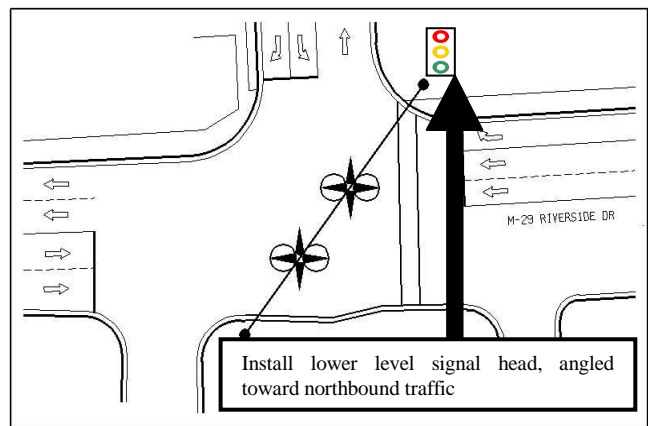 M-29 RIVERSIDE DR
Install lower level signal head, angled
toward northbound traffic